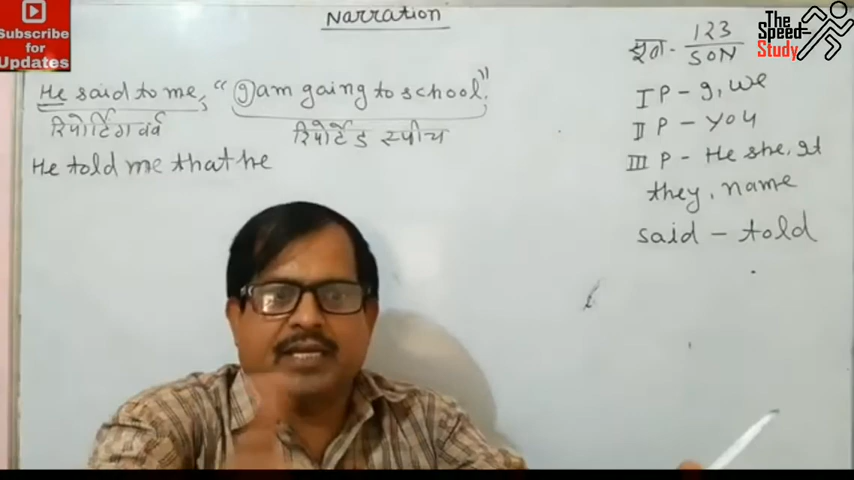 Subscribe
for
Updates
Narration
The
Speed-
Study
सूत्र - 123
SON
He said to me, "I am going to school."
रिपोर्टिंग वर्ब
रिपोर्टेड स्पीच
He told me that he
I P - I, we
II P - You
III P - He she, It
they, name
said - told